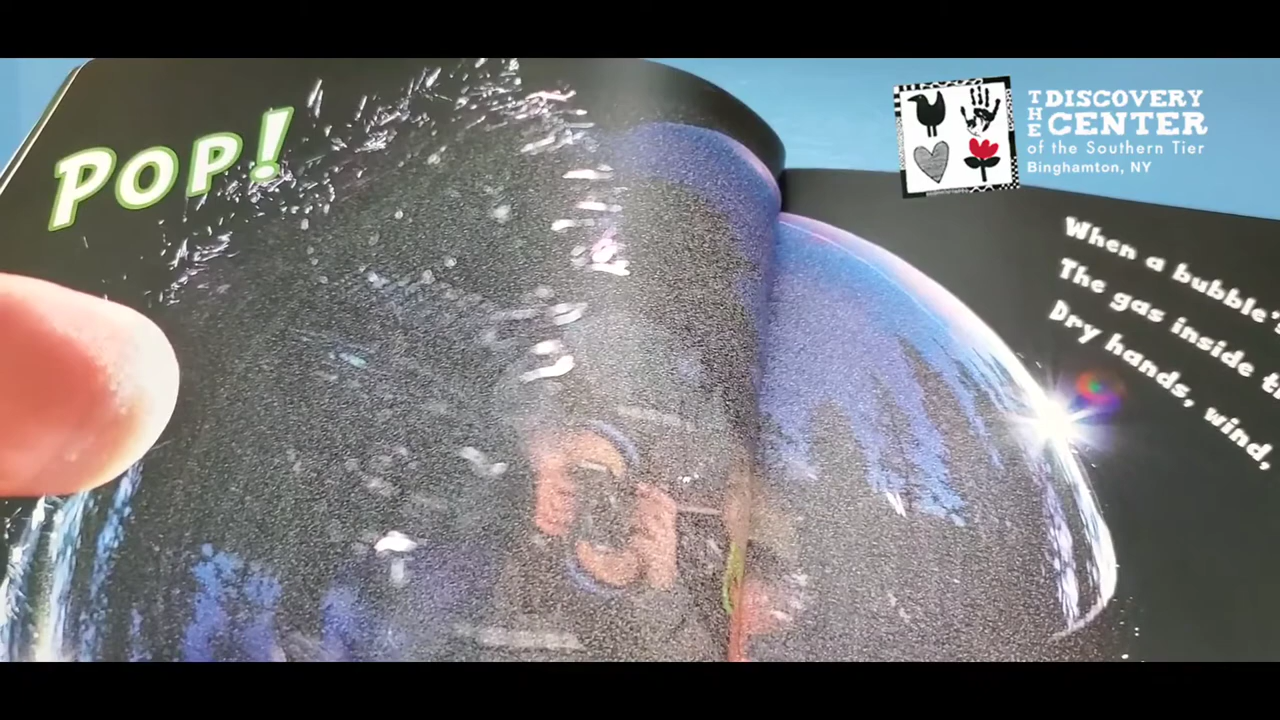 POP!
THE DISCOVERY CENTER
of the Southern Tier
Binghamton, NY
When a bubble's
The gas inside
Dry hands, wind,